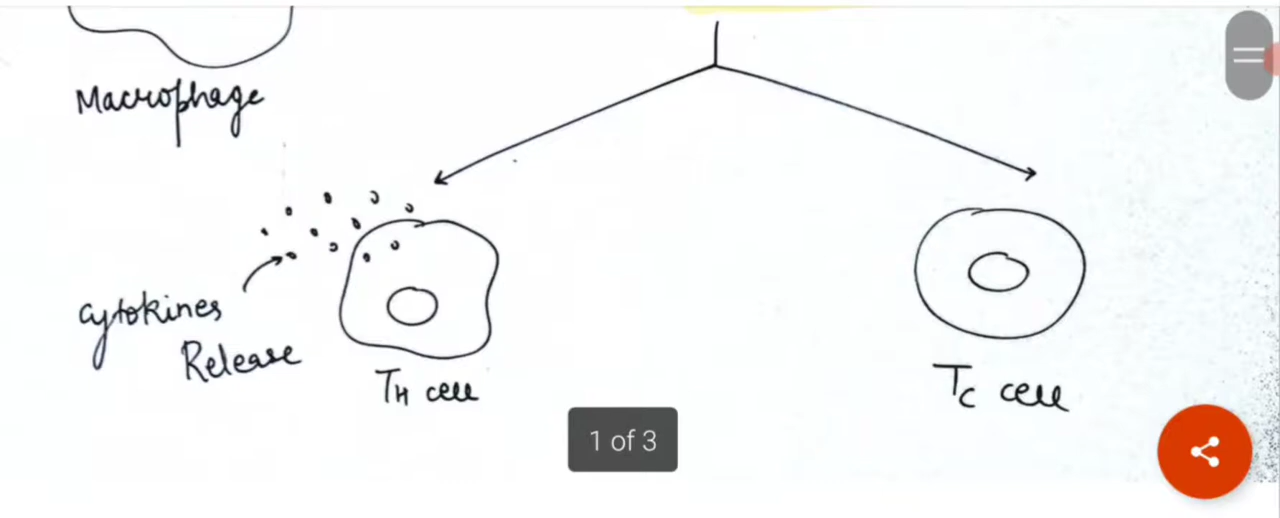 Macrophage
cytokines
Release
TH cell
Tc cell
1 of 3